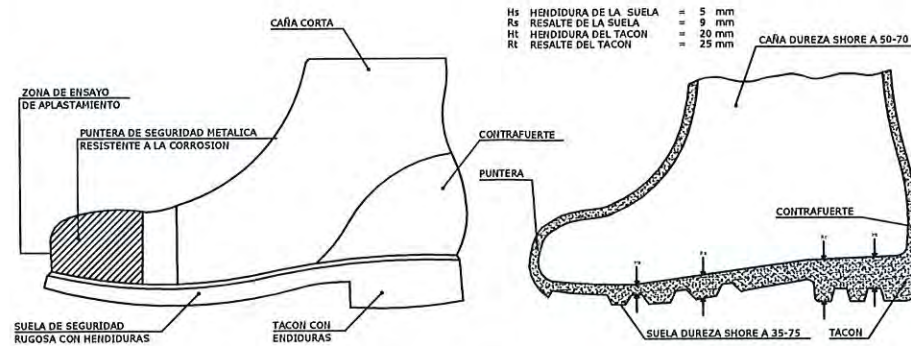 Hs HENDIDURA DE LA SUELA = 5 mm
Rs RESALTE DE LA SUELA = 9 mm
Ht HENDIDURA DEL TACON = 20 mm
Rt RESALTE DEL TACON = 25 mm
CAÑA CORTA
CAÑA DUREZA SHORE A 50-70
ZONA DE ENSAYO
DE APLASTAMIENTO
PUNTERA DE SEGURIDAD METALICA
RESISTENTE A LA CORROSION
CONTRAFUERTE
PUNTERA
CONTRAFUERTE
SUELA DE SEGURIDAD
RUGOSA CON HENDIDURAS
TACON CON
ENDIDURAS
SUELA DUREZA SHORE A 35-75
TACON